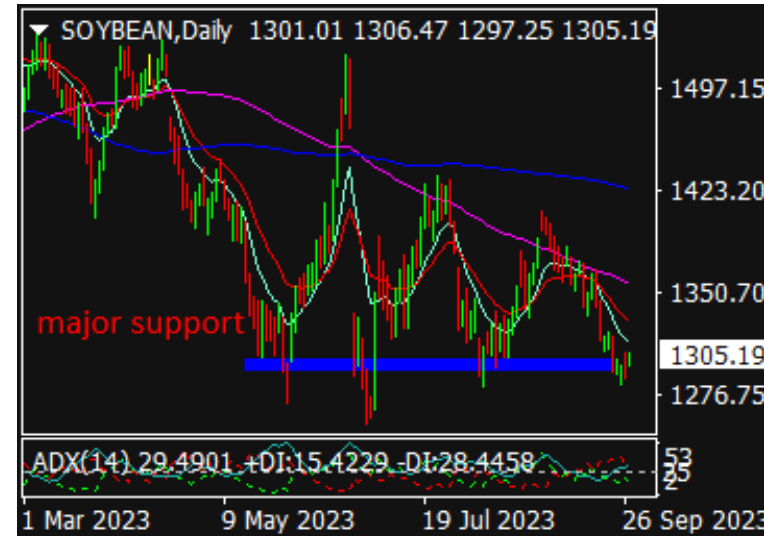 SOYBEAN,Daily 1301.01 1306.47 1297.25 1305.19
1497.15
1423.20
1350.70
major support
1305.19
1276.75
ADX(14) 29.4901 +DI:15.4229 -DI:28.4458
53
25
2
1 Mar 2023 9 May 2023 19 Jul 2023 26 Sep 2023